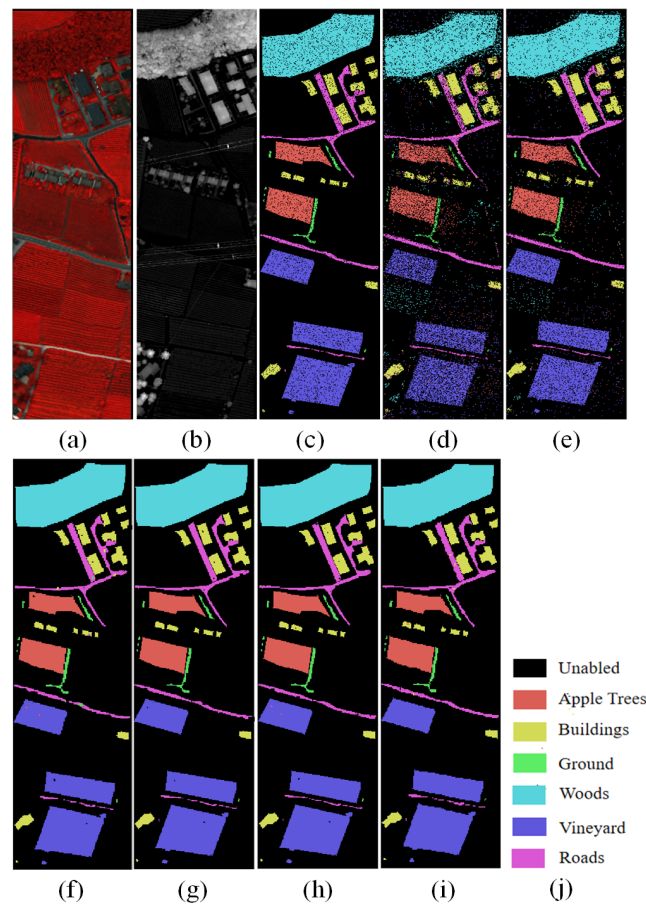 (a) (b) (c) (d) (e)
Unabled
Apple Trees
Buildings
Ground
Woods
Vineyard
Roads
(f) (g) (h) (i) (j)